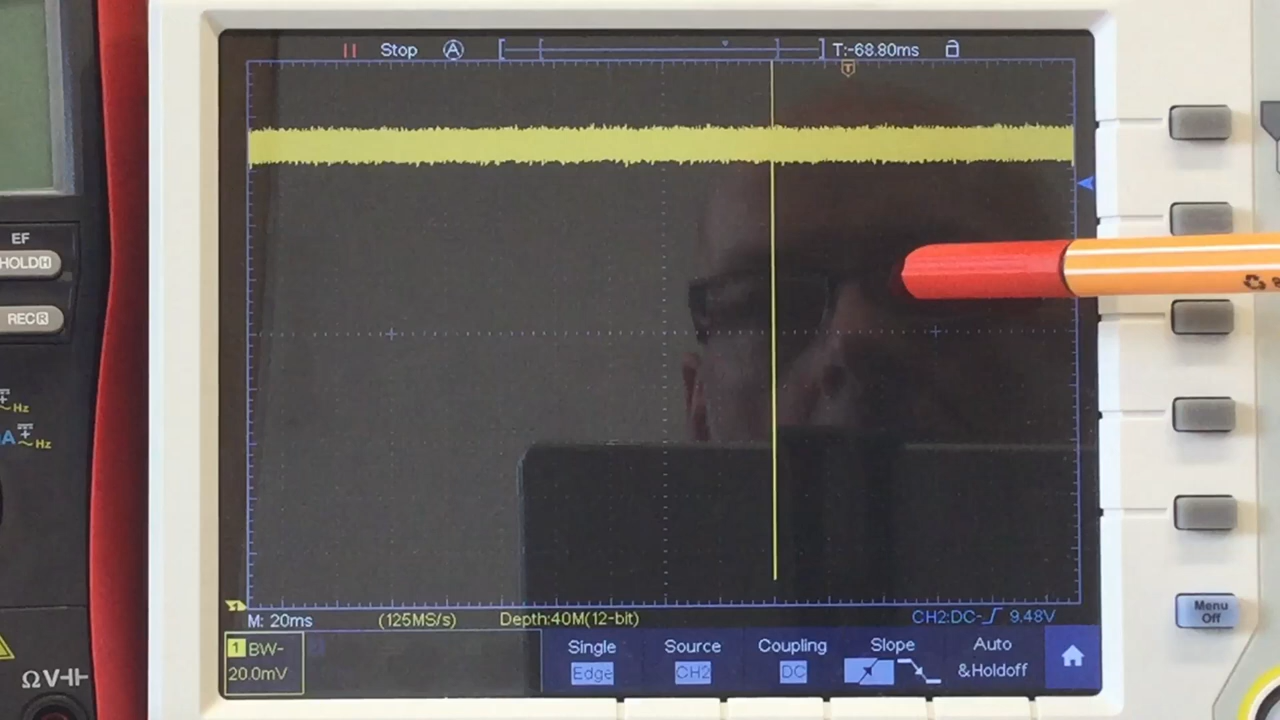 Stop A T:-68.80ms
T
EF
HOLD H
REC R
Hz
A Hz
1
M: 20ms (125MS/s) Depth:40M(12-bit) CH2:DC- 9.48V
1 BW-
20.0mV
Single Source Coupling Slope Auto
Edge CH2 DC &Holdoff
Menu
Off
ΩV